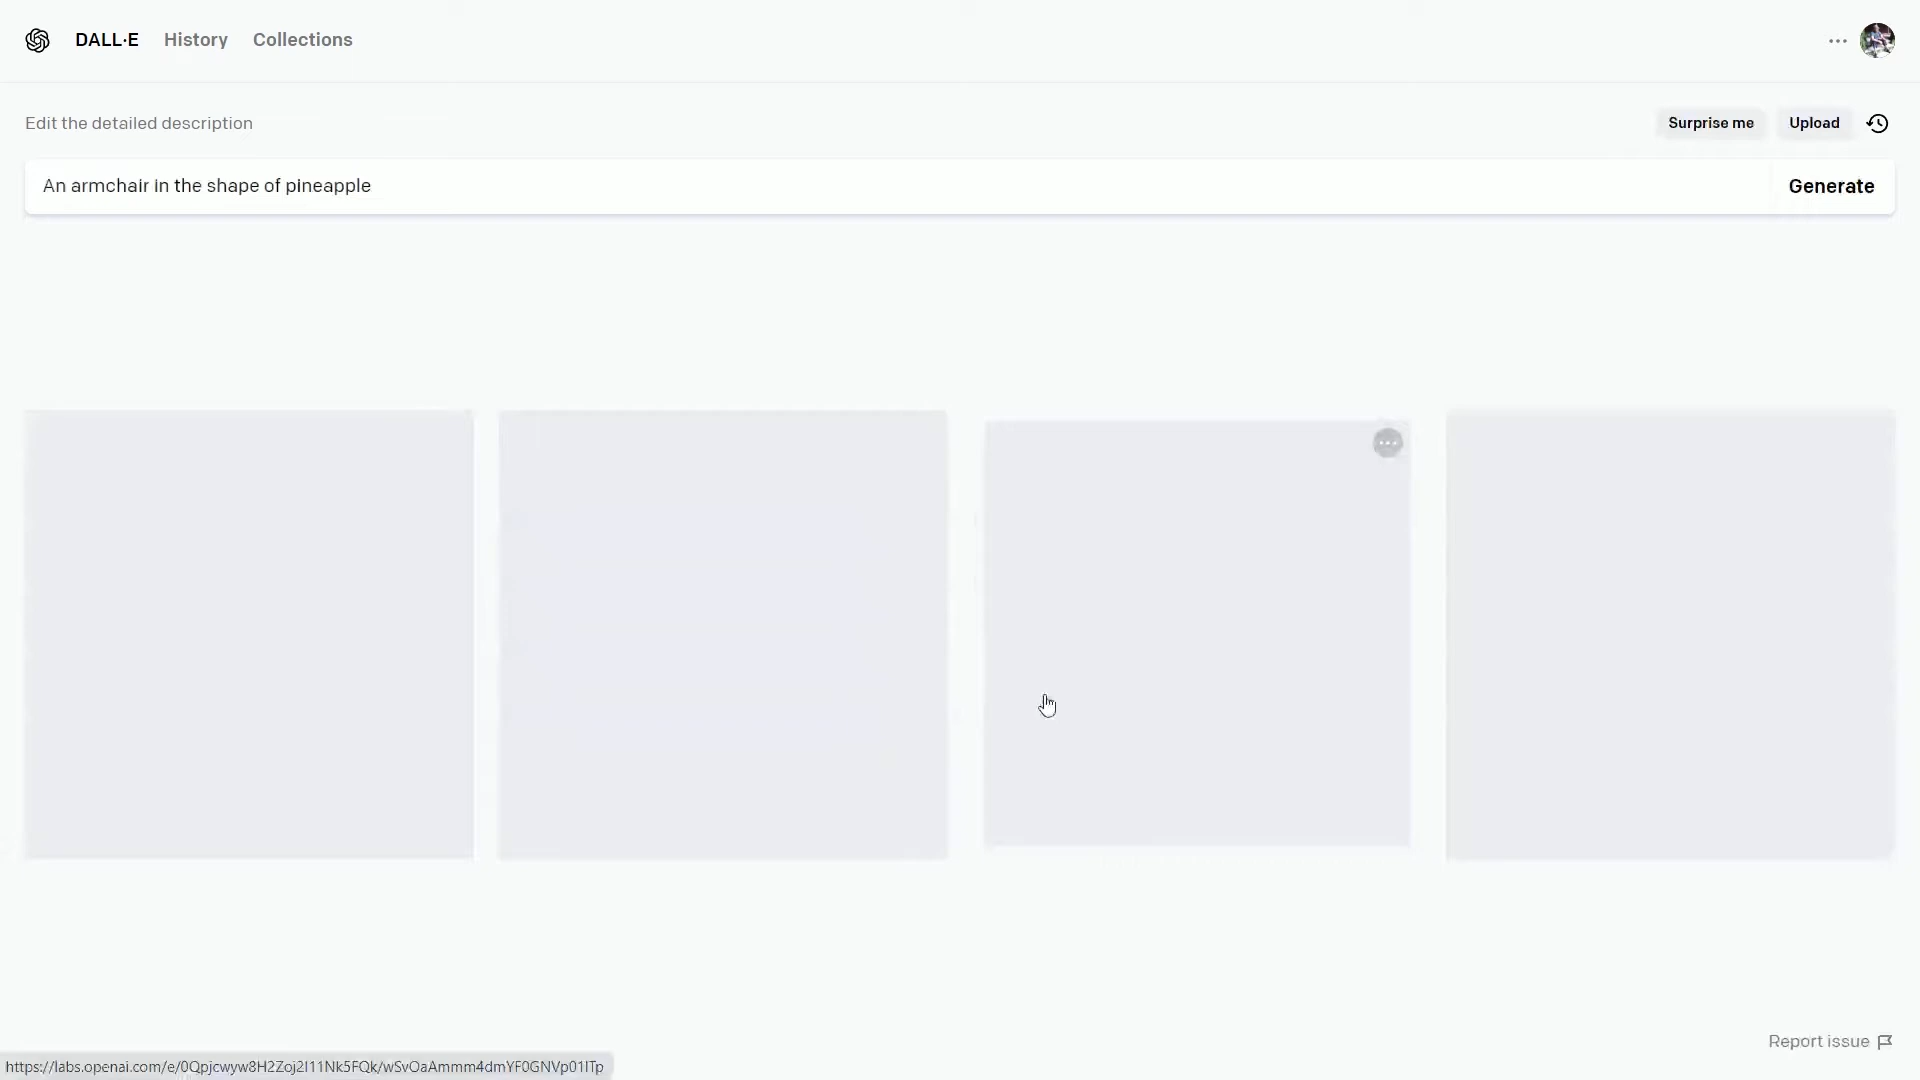 DALL·E History Collections
Edit the detailed description
Surprise me Upload
An armchair in the shape of pineapple
Generate
Report issue
https://labs.openai.com/e/0Qpjcwyw8H2Zoj2I11Nk5FQk/wSvOaAmmm4dmYF0GNVp01ITp